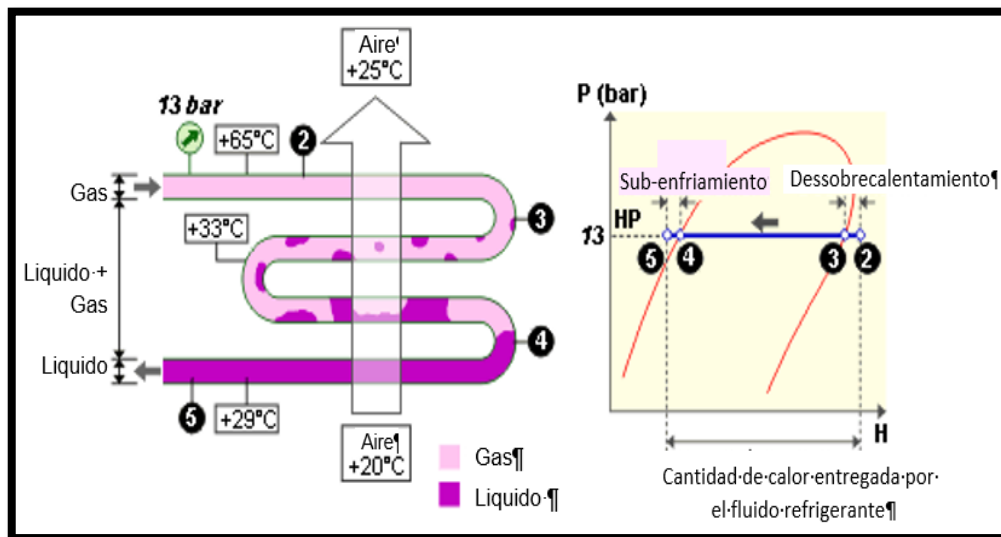 Aire
+25°C
13 bar
+65°C
2
Gas
3
+33°C
Liquido·+
Gas
4
Liquido
5
+29°C
Aire¶
+20°C
Gas¶
Liquido·¶
P (bar)
Sub-enfriamiento
Dessobrecalentamiento¶
HP
13
5
4
3
2
H
Cantidad·de·calor·entregada·por·
el·fluido·refrigerante¶